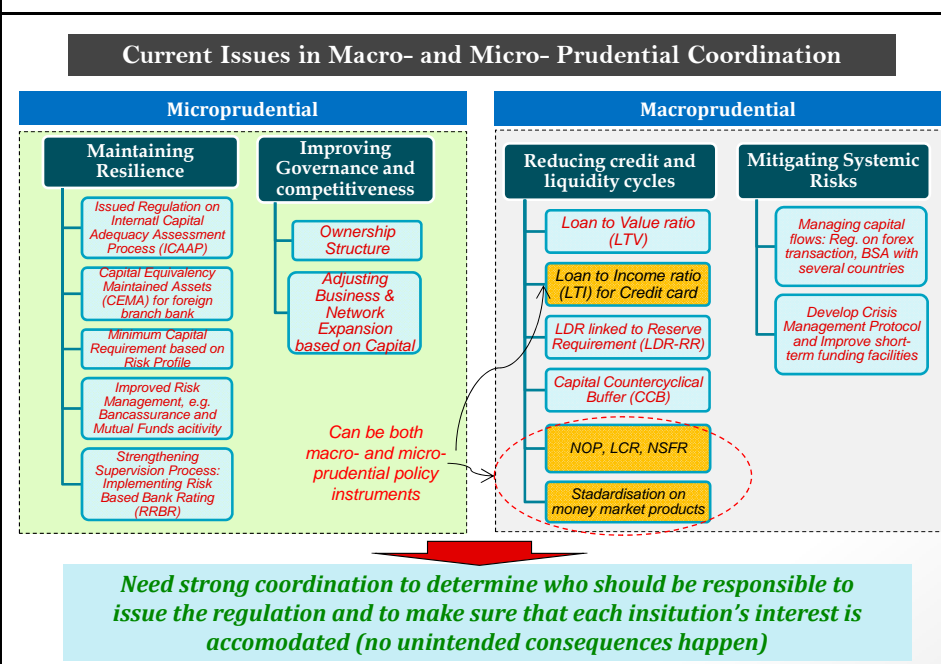 Current Issues in Macro- and Micro- Prudential Coordination
Microprudential
Maintaining
Resilience
Issued Regulation on
Internatl Capital
Adequacy Assessment
Process (ICAAP)
Capital Equivalency
Maintained Assets
(CEMA) for foreign
branch bank
Minimum Capital
Requirement based on
Risk Profile
Improved Risk
Management, e.g.
Bancassurance and
Mutual Funds acitivity
Strengthening
Supervision Process:
Implementing Risk
Based Bank Rating
(RRBR)
Improving
Governance and
competitiveness
Ownership
Structure
Adjusting
Business &
Network
Expansion
based on Capital
Can be both
macro- and micro-
prudential policy
instruments
Macroprudential
Reducing credit and
liquidity cycles
Loan to Value ratio
(LTV)
Loan to Income ratio
(LTI) for Credit card
LDR linked to Reserve
Requirement (LDR-RR)
Capital Countercyclical
Buffer (CCB)
NOP, LCR, NSFR
Stadardisation on
money market products
Mitigating Systemic
Risks
Managing capital
flows: Reg. on forex
transaction, BSA with
several countries
Develop Crisis
Management Protocol
and Improve short-
term funding facilities
Need strong coordination to determine who should be responsible to
issue the regulation and to make sure that each insitution's interest is
accomodated (no unintended consequences happen)